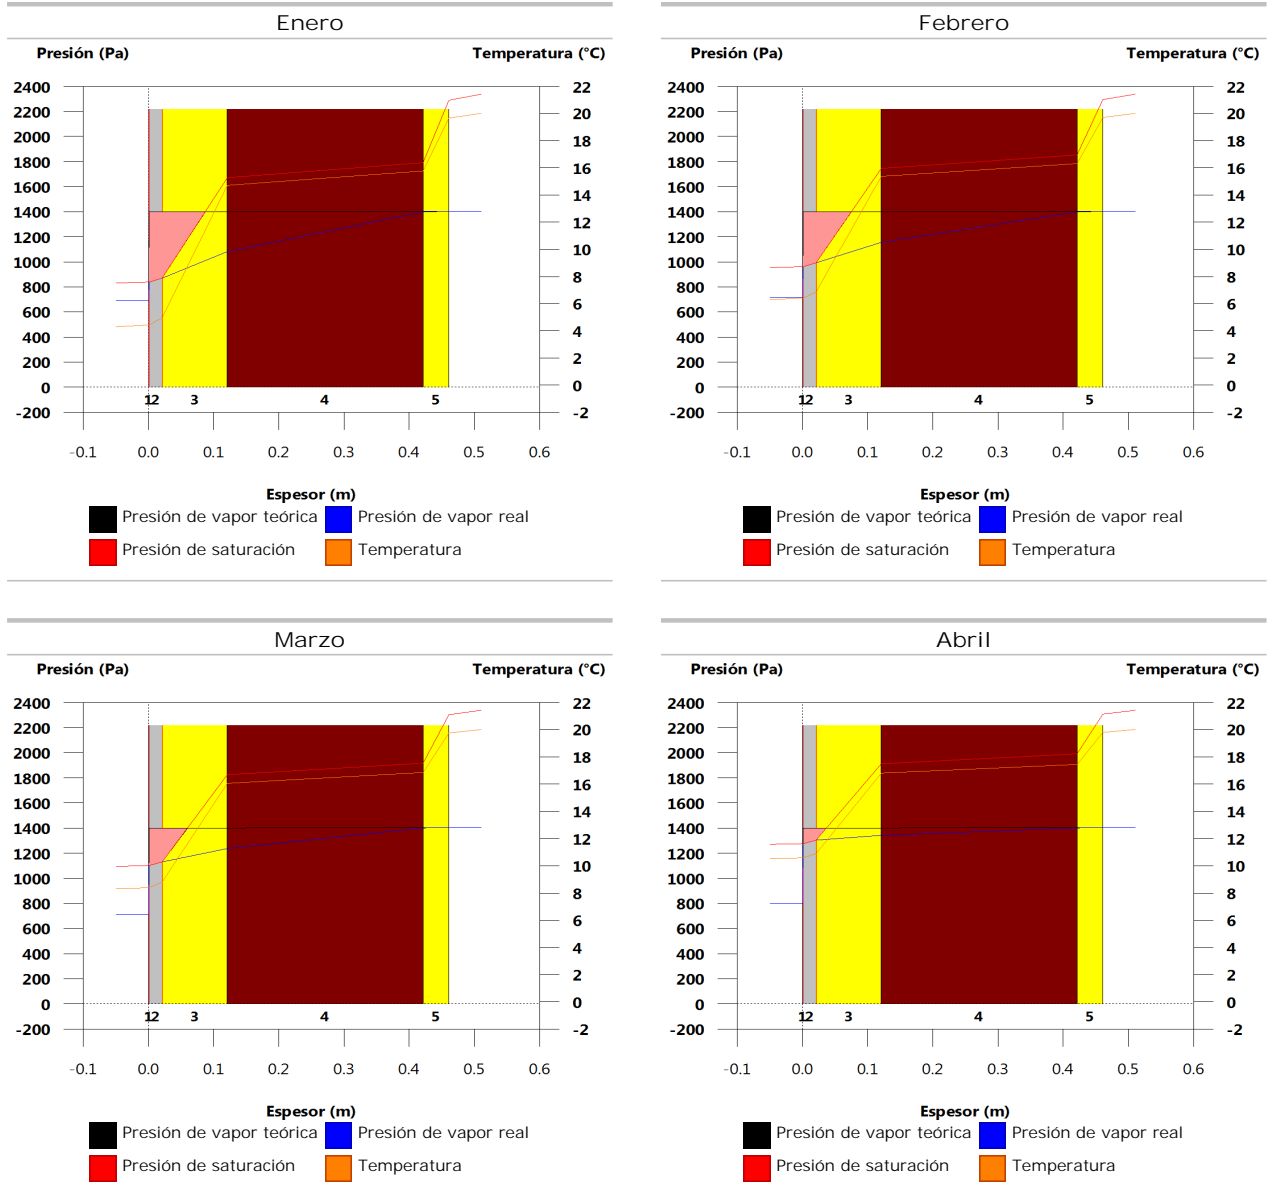 Enero
Presión (Pa) Temperatura (°C)
2400 22
2200 20
2000 18
1800 16
1600 14
1400 12
1200 10
1000 8
800 6
600 4
400 2
200 0
0 -2
-200
12 3 4 5
-0.1 0.0 0.1 0.2 0.3 0.4 0.5 0.6
Espesor (m)
Presión de vapor teórica Presión de vapor real
Presión de saturación Temperatura
Febrero
Presión (Pa) Temperatura (°C)
2400 22
2200 20
2000 18
1800 16
1600 14
1400 12
1200 10
1000 8
800 6
600 4
400 2
200 0
0 -2
-200
12 3 4 5
-0.1 0.0 0.1 0.2 0.3 0.4 0.5 0.6
Espesor (m)
Presión de vapor teórica Presión de vapor real
Presión de saturación Temperatura
Marzo
Presión (Pa) Temperatura (°C)
2400 22
2200 20
2000 18
1800 16
1600 14
1400 12
1200 10
1000 8
800 6
600 4
400 2
200 0
0 -2
-200
12 3 4 5
-0.1 0.0 0.1 0.2 0.3 0.4 0.5 0.6
Espesor (m)
Presión de vapor teórica Presión de vapor real
Presión de saturación Temperatura
Abril
Presión (Pa) Temperatura (°C)
2400 22
2200 20
2000 18
1800 16
1600 14
1400 12
1200 10
1000 8
800 6
600 4
400 2
200 0
0 -2
-200
12 3 4 5
-0.1 0.0 0.1 0.2 0.3 0.4 0.5 0.6
Espesor (m)
Presión de vapor teórica Presión de vapor real
Presión de saturación Temperatura